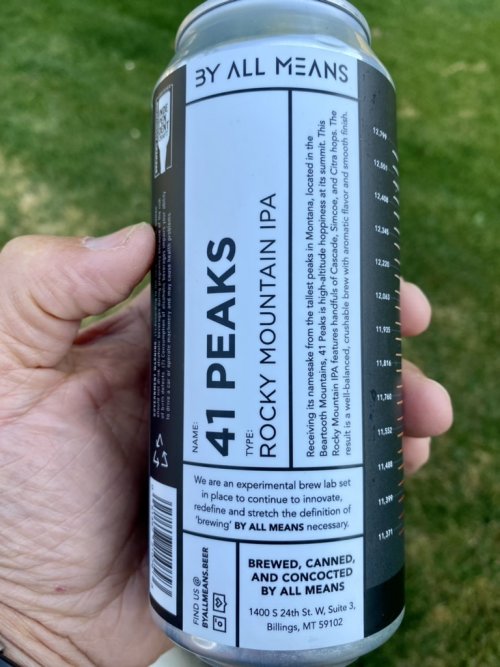 BY ALL MEANS
NAME:
41 PEAKS
TYPE:
ROCKY MOUNTAIN IPA
Receiving its namesake from the tallest peaks in Montana, located in the
Beartooth Mountains, 41 Peaks is high-altitude hoppiness at its summit. This
Rocky Mountain IPA features handfuls of Cascade, Simcoe, and Citra hops. The
result is a well-balanced, crushable brew with aromatic flavor and smooth finish.
We are an experimental brew lab set
in place to continue to innovate,
redefine and stretch the definition of
'brewing' BY ALL MEANS necessary.
FIND US @
BYALLMEANS.BEER
BREWED, CANNED,
AND CONCOCTED
BY ALL MEANS
1400 S 24th St. W, Suite 3,
Billings, MT 59102
12,799
12,408
12,345
12,220
12,063
11,935
11,816
11,760
11,552
11,488
11,399
11,371